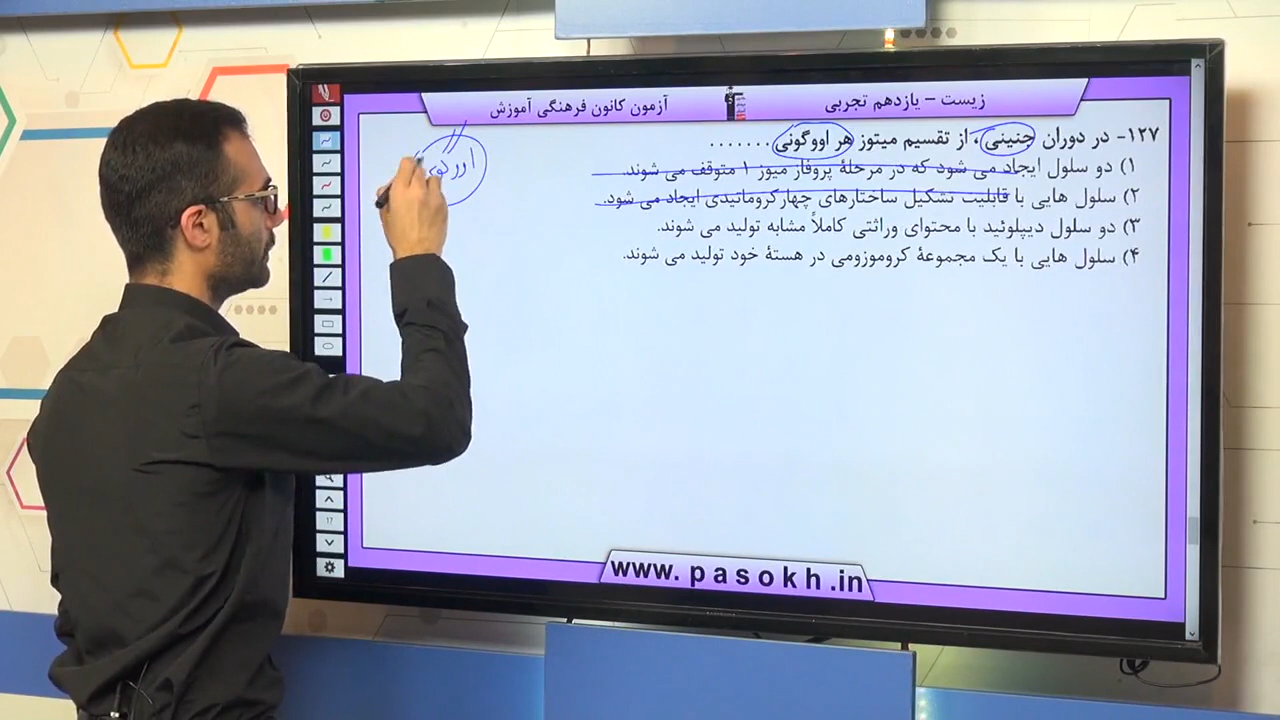 زیست – یازدهم تجربی
آزمون کانون فرهنگی آموزش
۱۲۷- در دوران جنینی، از تقسیم میتوز هر اووگونی .......
۱) دو سلول ایجاد می شود که در مرحلهٔ پروفاز میوز ۱ متوقف می شوند.
۲) سلول هایی با قابلیت تشکیل ساختارهای چهارکروماتیدی ایجاد می شود.
۳) دو سلول دیپلوئید با محتوای وراثتی کاملاً مشابه تولید می شوند.
۴) سلول هایی با یک مجموعهٔ کروموزومی در هستهٔ خود تولید می شوند.
17
www. pasokh.in